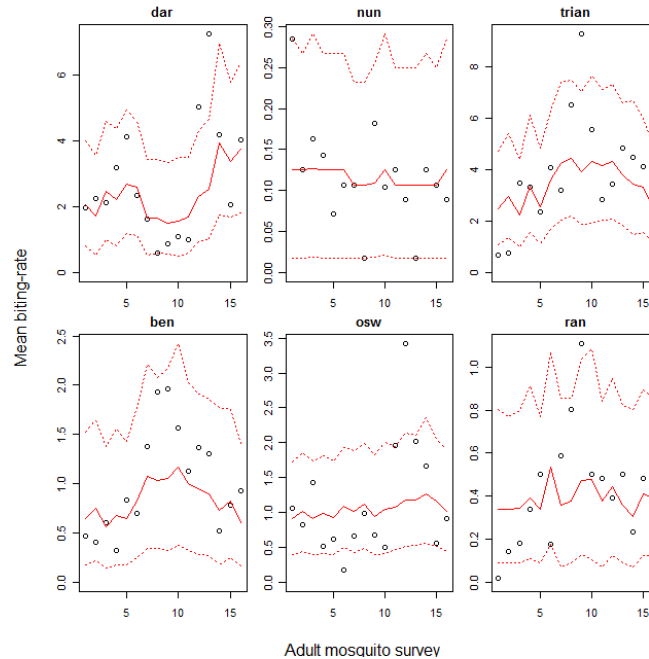 dar nun trian
0 2 4 6
0.00 0.05 0.10 0.15 0.20 0.25 0.30
0 2 4 6 8
5 10 15 5 10 15 5 10 15
Mean biting-rate
ben osw ran
0.0 0.5 1.0 1.5 2.0 2.5
0.0 0.5 1.0 1.5 2.0 2.5 3.0 3.5
0.0 0.2 0.4 0.6 0.8 1.0
5 10 15 5 10 15 5 10 15
Adult mosquito survey